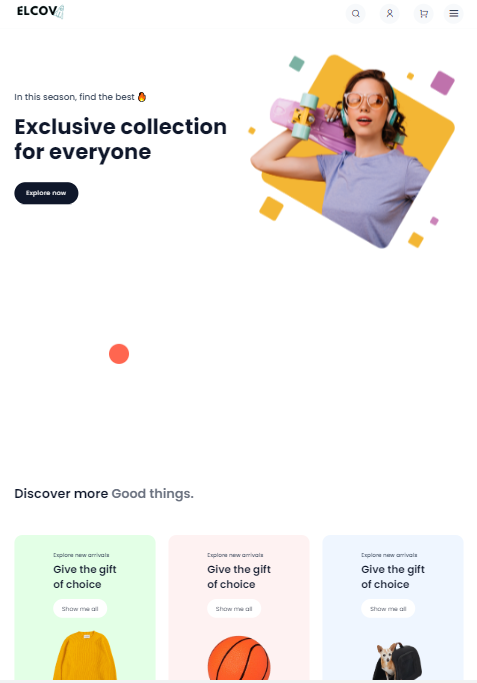 ELCOV
In this season, find the best 🔥
Exclusive collection
for everyone
Explore now
Discover more Good things.
Explore new arrivals
Give the gift
of choice
Show me all
Explore new arrivals
Give the gift
of choice
Show me all
Explore new arrivals
Give the gift
of choice
Show me all